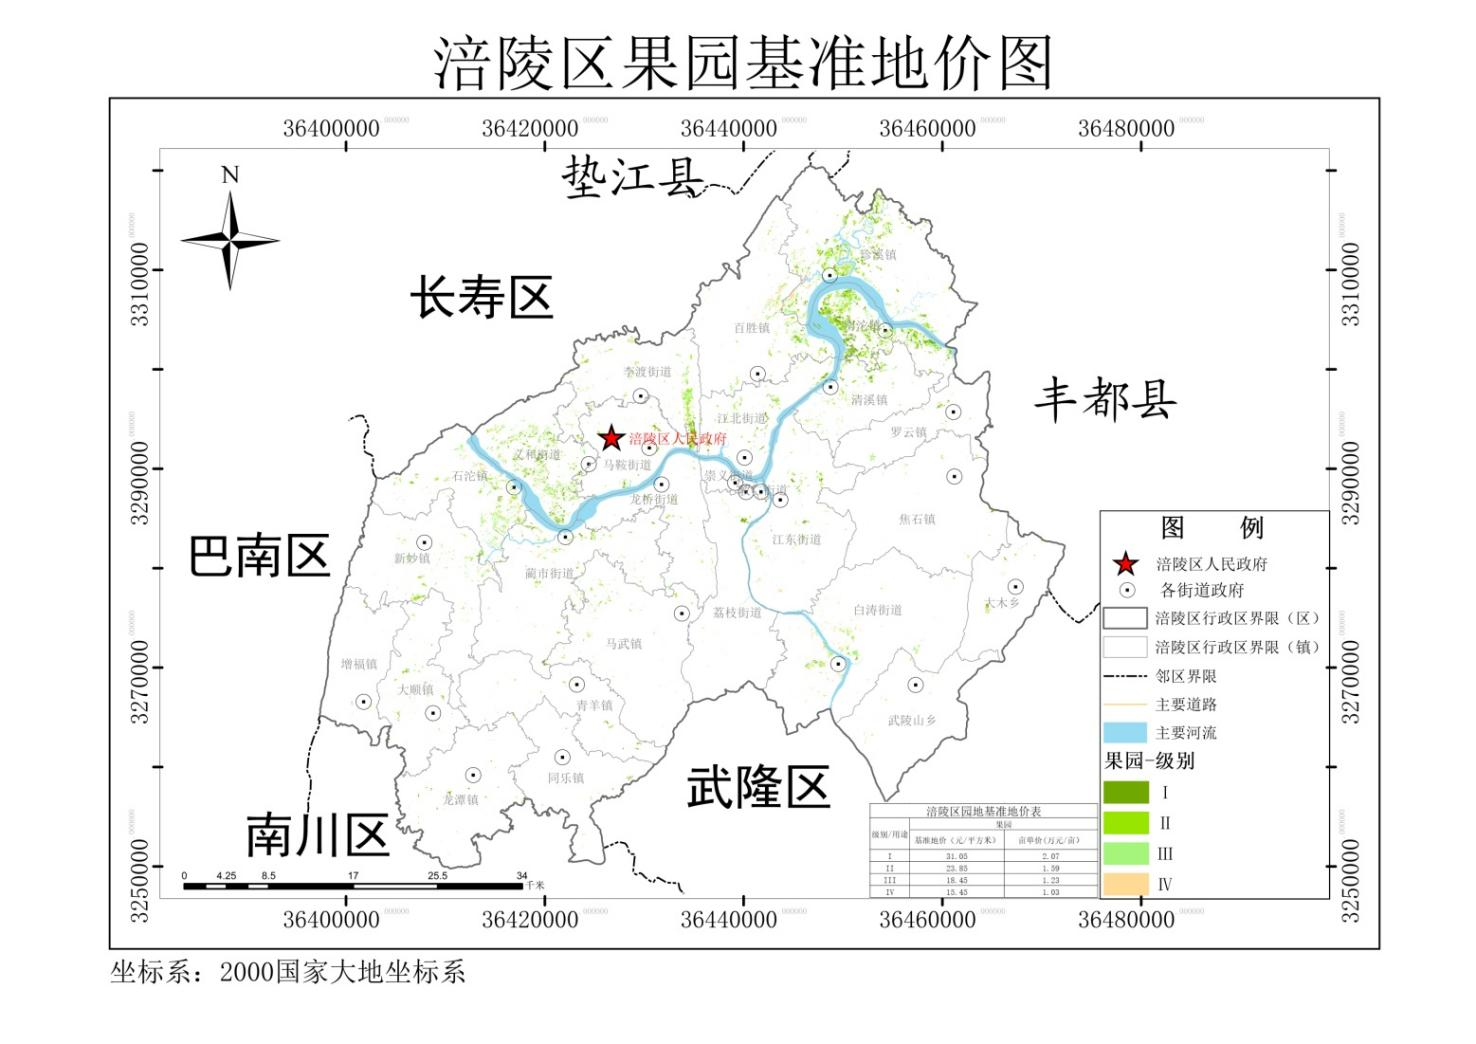 涪陵区果园基准地价图
36400000 36420000 36440000 36460000 36480000
垫江县
N
长寿区
丰都县
巴南区
南川区
武隆区
3310000
3290000
3270000
3250000
3310000
3290000
3270000
3250000
珍溪镇
百胜镇
李渡街道
清溪镇
江北街道
罗云镇
涪陵区人民政府
义和街道
马鞍街道
石沱镇
龙桥街道
焦石镇
江东街道
新妙镇
蔺市街道
大木乡
白涛街道
荔枝街道
马武镇
增福镇
大顺镇
青羊镇
武陵山乡
同乐镇
龙潭镇
图 例
涪陵区人民政府
各街道政府
涪陵区行政区界限（区）
涪陵区行政区界限（镇）
邻区界限
主要道路
主要河流
果园-级别
I
II
III
IV
涪陵区园地基准地价表
级别/用途 果园
基准地价（元/平方米） 亩单价(万元/亩)
I 31.05 2.07
II 23.85 1.59
III 18.45 1.23
IV 15.45 1.03
0 4.25 8.5 17 25.5 34
千米
36400000 36420000 36440000 36460000 36480000
坐标系：2000国家大地坐标系